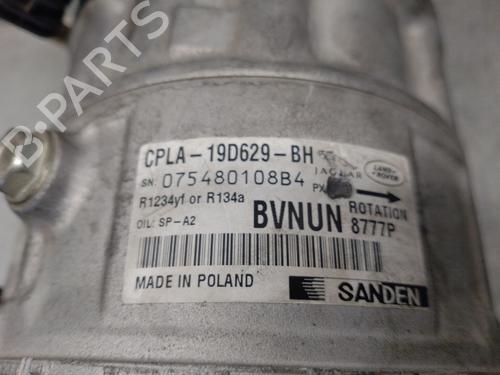 CPLA-19D629-BH
JAGUAR
LAND-ROVER
SN: 075480108B4
R1234yf or R134a
ROTATION
OIL: SP-A2
BVNUN 8777P
MADE IN POLAND
SANDEN
B-PARTS